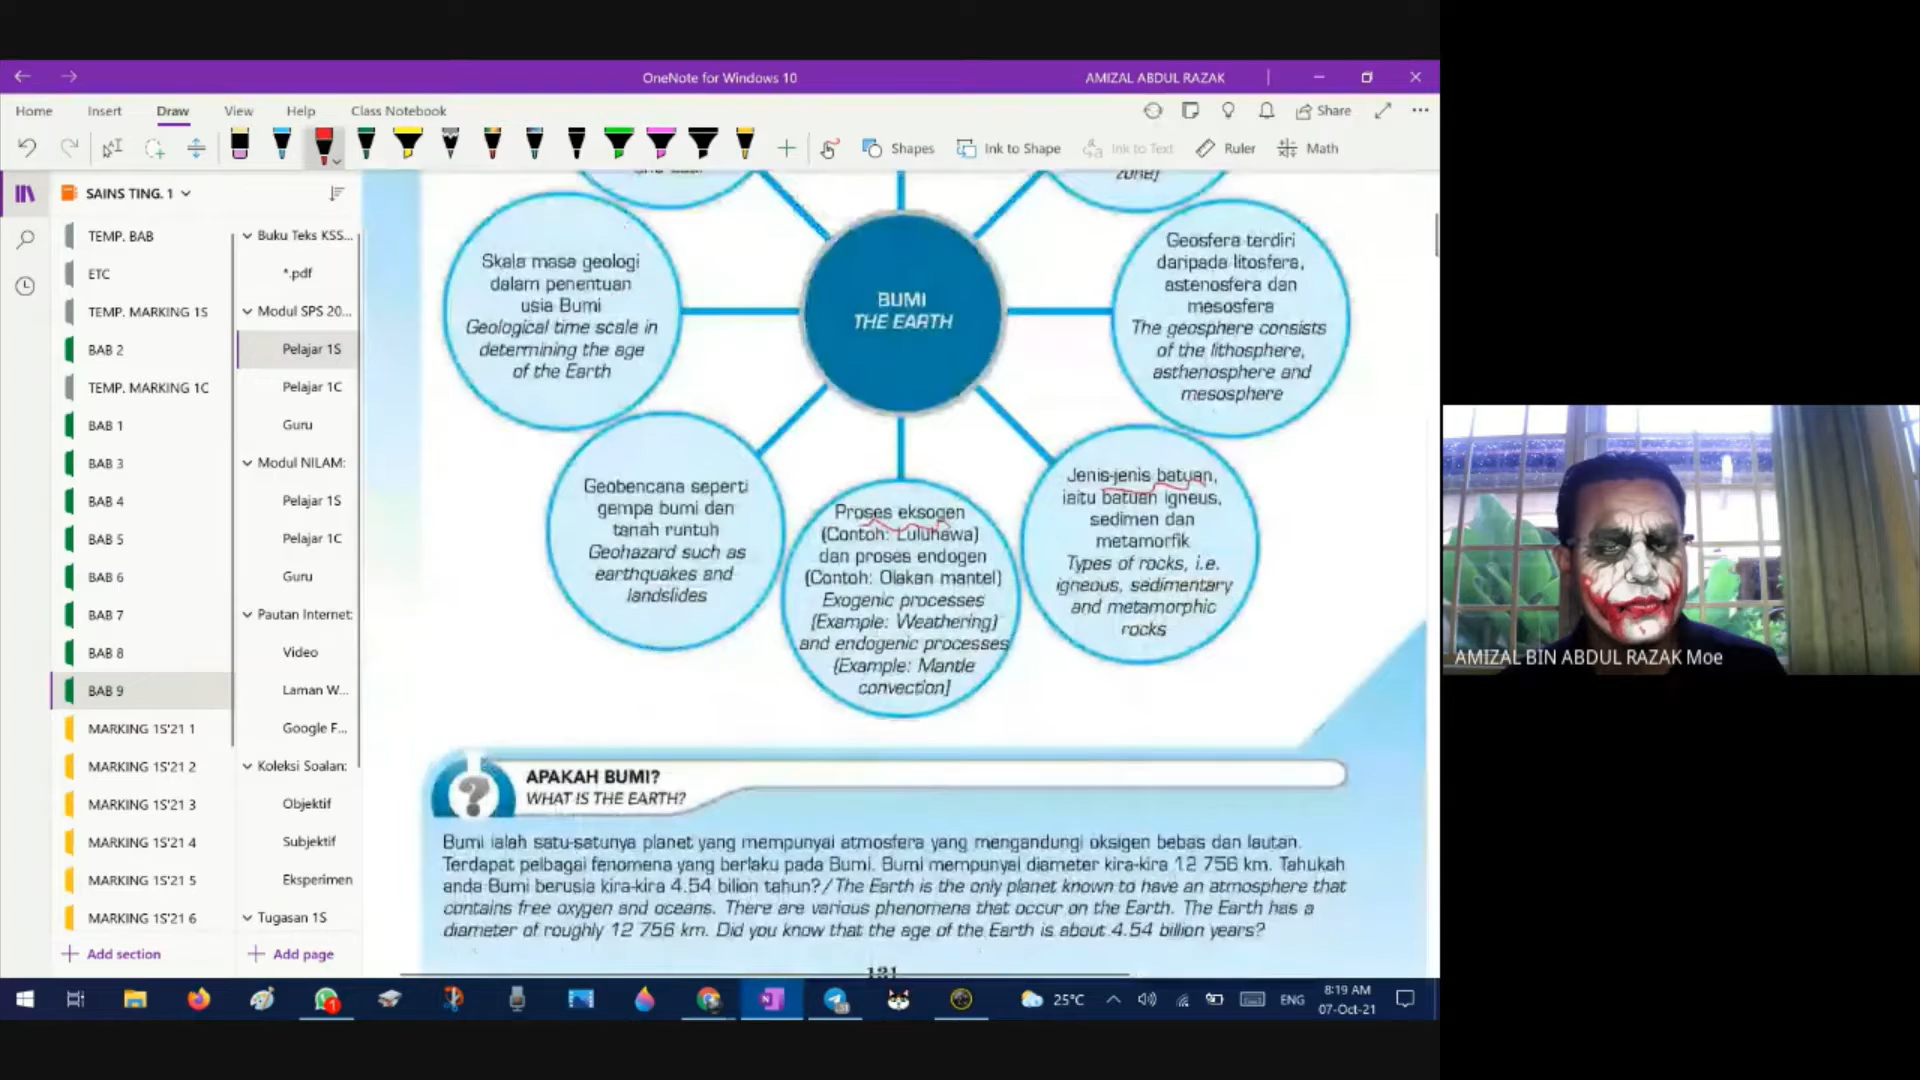 OneNote for Windows 10
AMIZAL ABDUL RAZAK
Home Insert Draw View Help Class Notebook
Share
Shapes Ink to Shape Ink to Text Ruler Math
SAINS TING. 1
TEMP. BAB
ETC
TEMP. MARKING 1S
BAB 2
TEMP. MARKING 1C
BAB 1
BAB 3
BAB 4
BAB 5
BAB 6
BAB 7
BAB 8
BAB 9
MARKING 1S'21 1
MARKING 1S'21 2
MARKING 1S'21 3
MARKING 1S'21 4
MARKING 1S'21 5
MARKING 1S'21 6
Add section
Buku Teks KSS...
*.pdf
Modul SPS 20...
Pelajar 1S
Pelajar 1C
Guru
Modul NILAM:
Pelajar 1S
Pelajar 1C
Guru
Pautan Internet:
Video
Laman W...
Google F...
Koleksi Soalan:
Objektif
Subjektif
Eksperimen
Tugasan 1S
Add page
zone]
Skala masa geologi
dalam penentuan
usia Bumi
Geological time scale in
determining the age
of the Earth
BUMI
THE EARTH
Geosfera terdiri
daripada litosfera,
astenosfera dan
mesosfera
The geosphere consists
of the lithosphere,
asthenosphere and
mesosphere
Geobencana seperti
gempa bumi dan
tanah runtuh
Geohazard such as
earthquakes and
landslides
Proses eksogen
(Contoh: Luluhawa)
dan proses endogen
(Contoh: Olakan mantel)
Exogenic processes
(Example: Weathering)
and endogenic processes
(Example: Mantle
convection]
Jenis-jenis batuan,
iaitu batuan igneus,
sedimen dan
metamorfik
Types of rocks, i.e.
igneous, sedimentary
and metamorphic
rocks
APAKAH BUMI?
WHAT IS THE EARTH?
Bumi ialah satu-satunya planet yang mempunyai atmosfera yang mengandungi oksigen bebas dan lautan.
Terdapat pelbagai fenomena yang berlaku pada Bumi. Bumi mempunyai diameter kira-kira 12 756 km. Tahukah
anda Bumi berusia kira-kira 4.54 bilion tahun?/The Earth is the only planet known to have an atmosphere that
contains free oxygen and oceans. There are various phenomena that occur on the Earth. The Earth has a
diameter of roughly 12 756 km. Did you know that the age of the Earth is about 4.54 billion years?
131
25°C
ENG
8:19 AM
07-Oct-21
AMIZAL BIN ABDUL RAZAK Moe